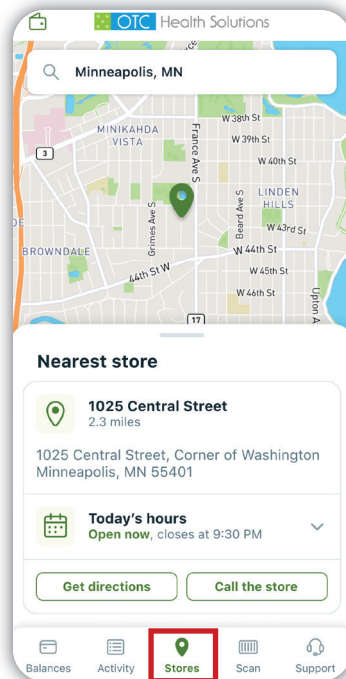 OTC Health Solutions
Minneapolis, MN
W 38th St
MINIKAHDA
VISTA
France Ave S
W 39th St
3
W 40th St
Grimes Ave S
Beard Ave S
LINDEN
HILLS
W 43rd St
BROWNDALE
W 44th St
44th St W
W 45th St
W 46th St
Upton A
17
Nearest store
1025 Central Street
2.3 miles
1025 Central Street, Corner of Washington
Minneapolis, MN 55401
Today's hours
Open now, closes at 9:30 PM
Get directions Call the store
Balances Activity Stores Scan Support